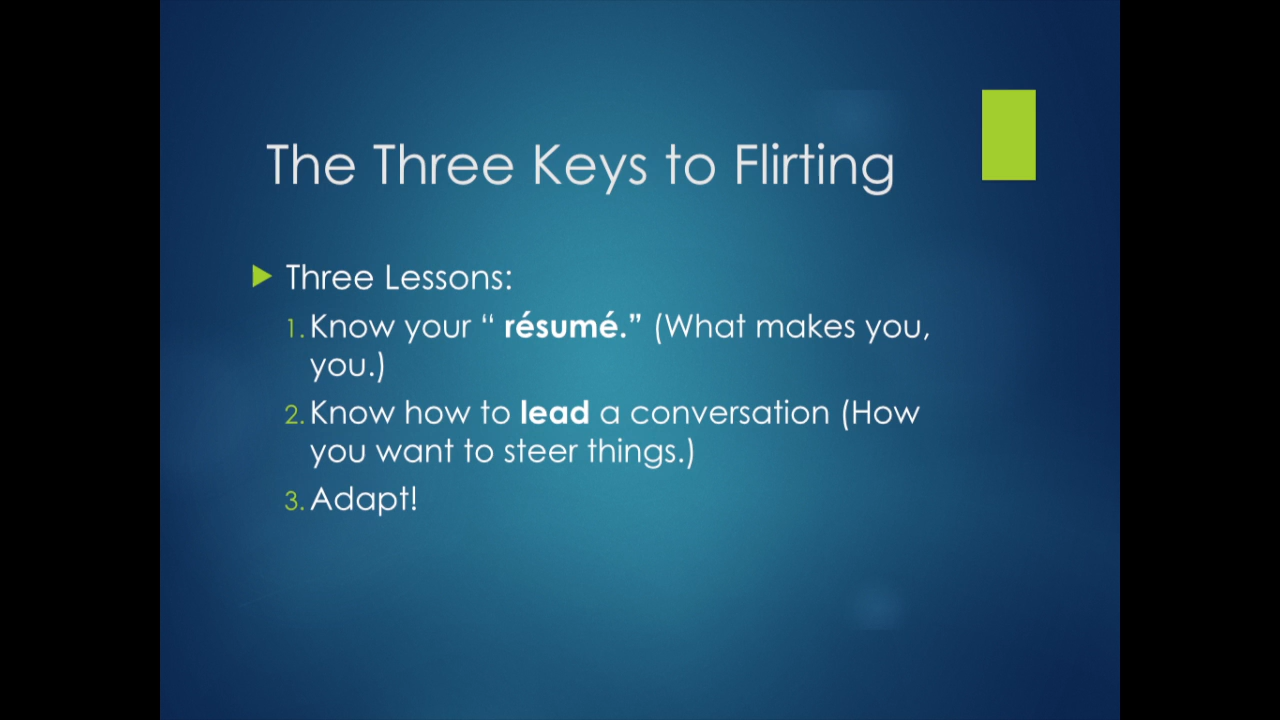 The Three Keys to Flirting
Three Lessons:
1. Know your “ résumé.” (What makes you,
you.)
2. Know how to lead a conversation (How
you want to steer things.)
3. Adapt!